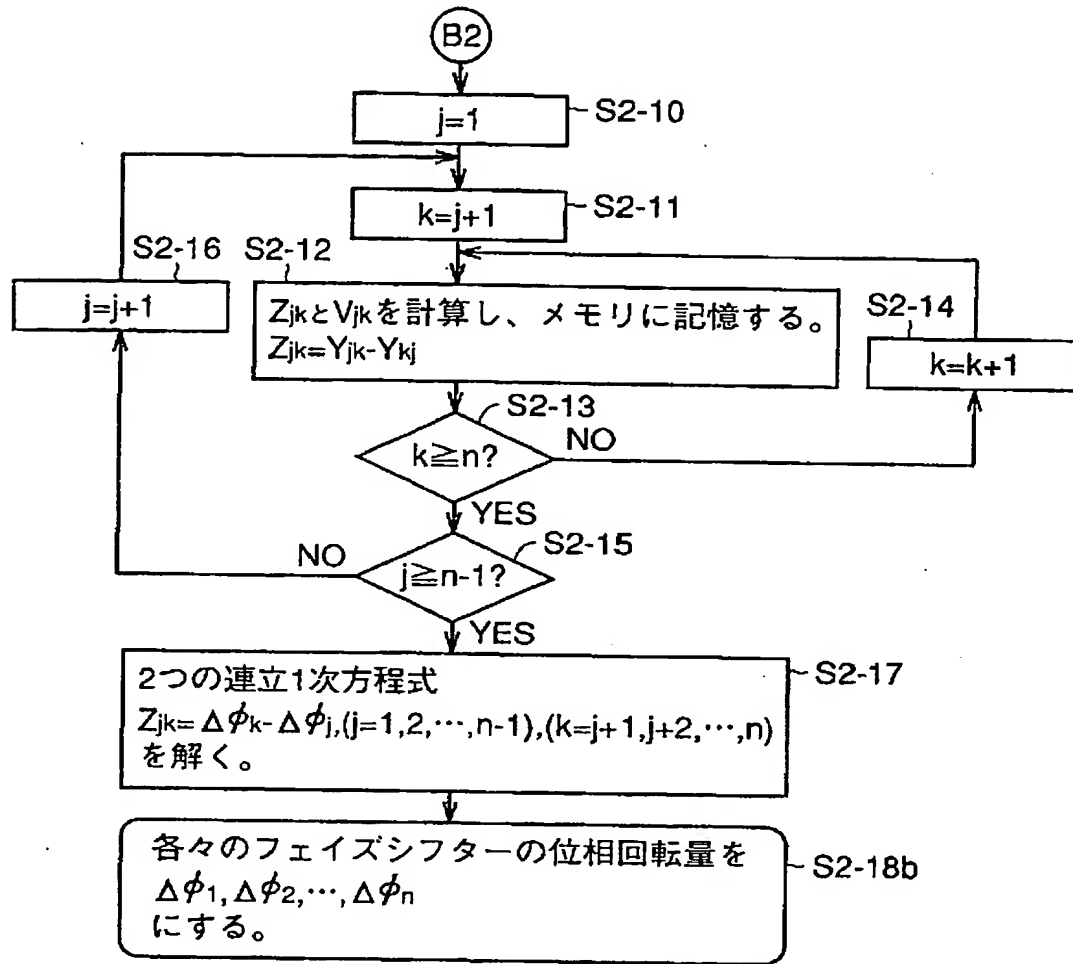 B2
j=1
S2-10
k=j+1
S2-11
S2-16
S2-12
j=j+1
ZjkとVjkを計算し、メモリに記憶する。
Zjk=Yjk-Ykj
S2-14
k=k+1
S2-13
k≧n?
NO
YES
S2-15
NO
j≧n-1?
YES
S2-17
2つの連立1次方程式
Zjk=Δϕk-Δϕj,(j=1,2,…,n-1),(k=j+1,j+2,…,n)
を解く。
各々のフェイズシフターの位相回転量を
Δϕ1,Δϕ2,…,Δϕn
にする。
S2-18b